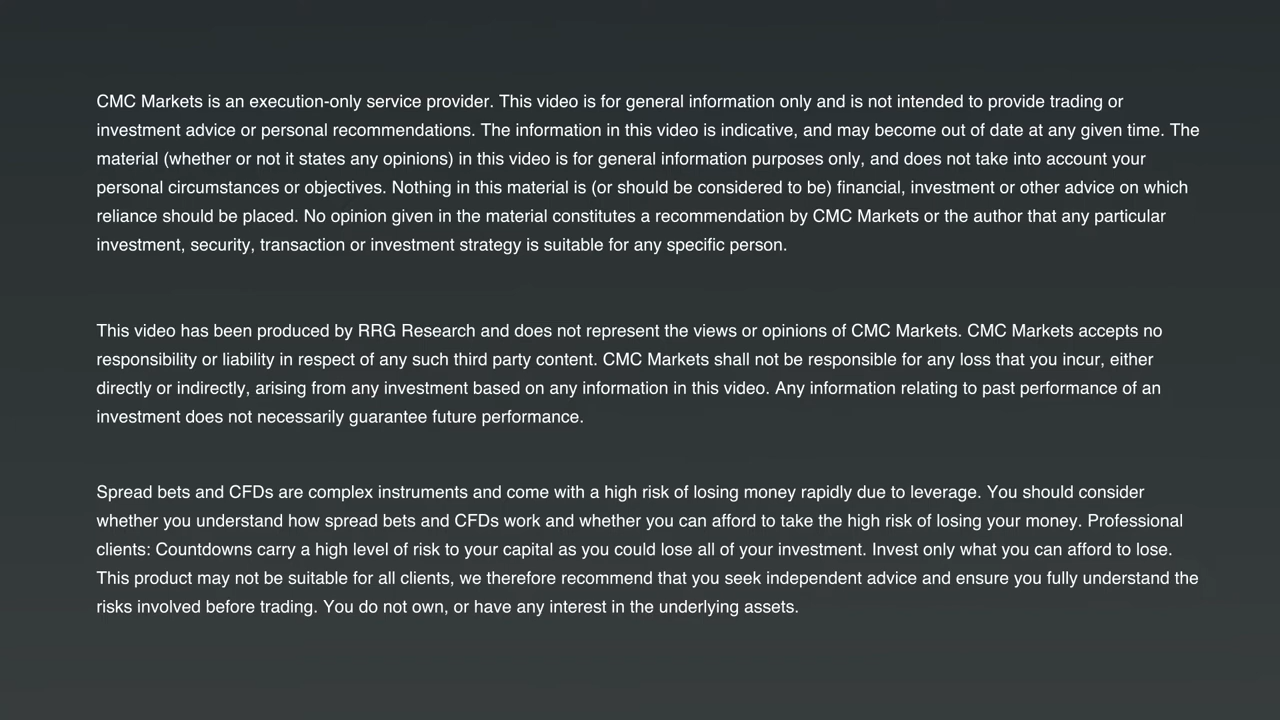 CMC Markets is an execution-only service provider. This video is for general information only and is not intended to provide trading or
investment advice or personal recommendations. The information in this video is indicative, and may become out of date at any given time. The
material (whether or not it states any opinions) in this video is for general information purposes only, and does not take into account your
personal circumstances or objectives. Nothing in this material is (or should be considered to be) financial, investment or other advice on which
reliance should be placed. No opinion given in the material constitutes a recommendation by CMC Markets or the author that any particular
investment, security, transaction or investment strategy is suitable for any specific person.
This video has been produced by RRG Research and does not represent the views or opinions of CMC Markets. CMC Markets accepts no
responsibility or liability in respect of any such third party content. CMC Markets shall not be responsible for any loss that you incur, either
directly or indirectly, arising from any investment based on any information in this video. Any information relating to past performance of an
investment does not necessarily guarantee future performance.
Spread bets and CFDs are complex instruments and come with a high risk of losing money rapidly due to leverage. You should consider
whether you understand how spread bets and CFDs work and whether you can afford to take the high risk of losing your money. Professional
clients: Countdowns carry a high level of risk to your capital as you could lose all of your investment. Invest only what you can afford to lose.
This product may not be suitable for all clients, we therefore recommend that you seek independent advice and ensure you fully understand the
risks involved before trading. You do not own, or have any interest in the underlying assets.